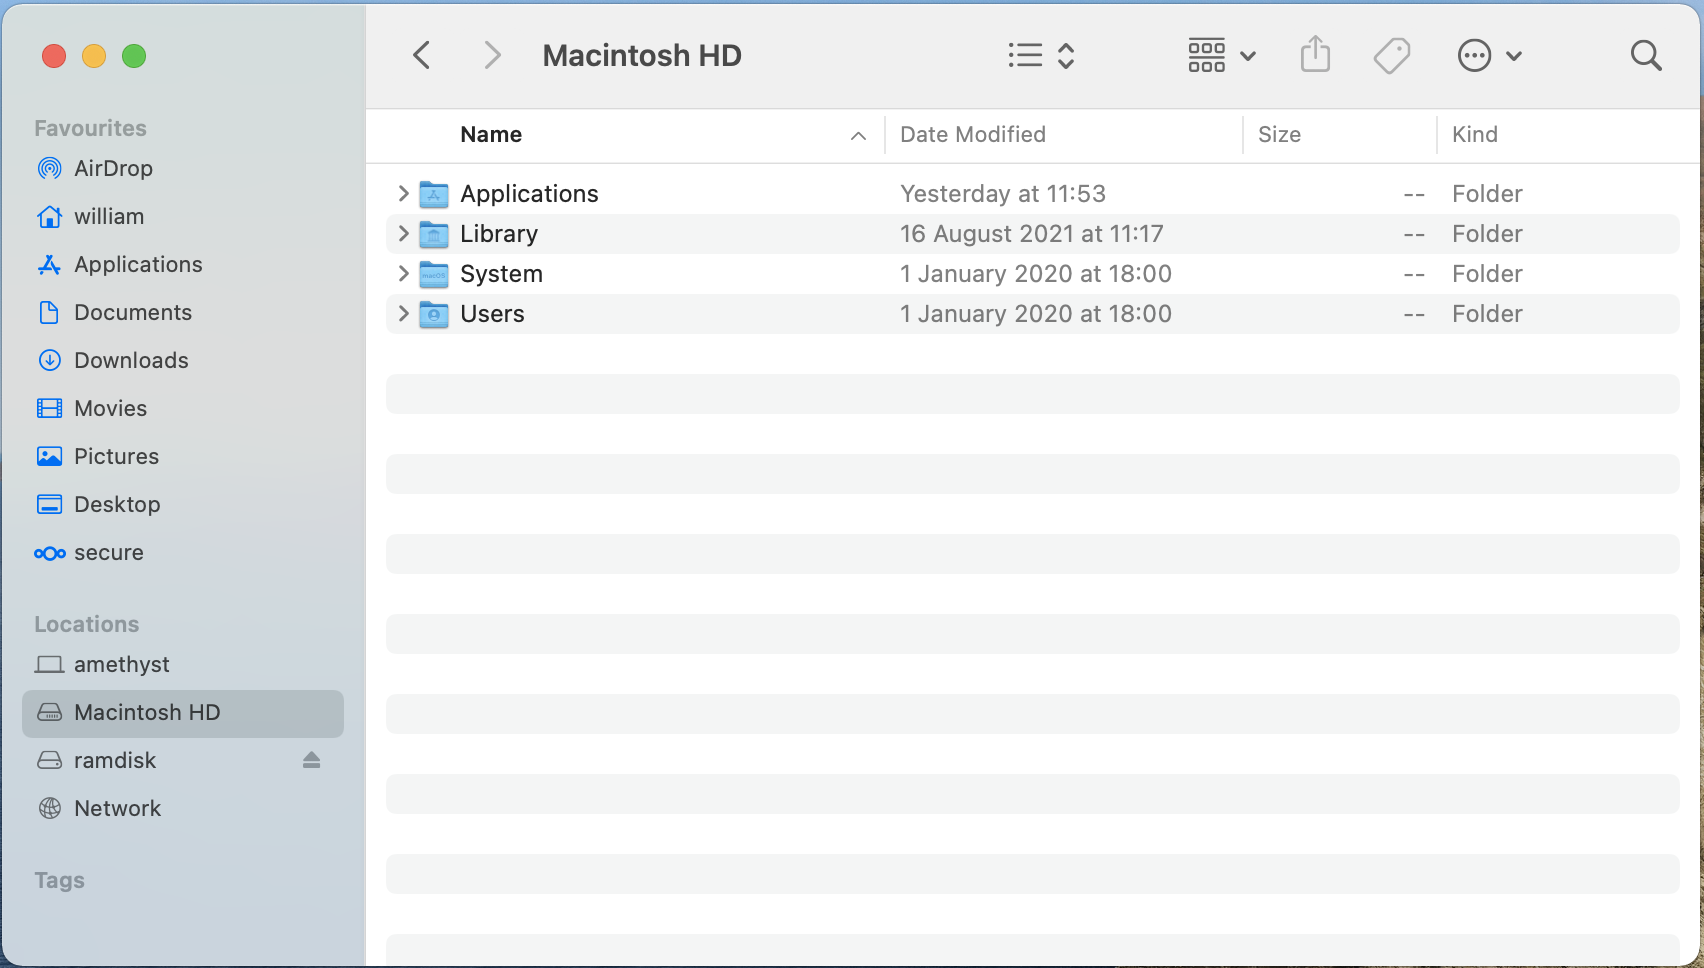 Macintosh HD
Favourites
AirDrop
william
Applications
Documents
Downloads
Movies
Pictures
Desktop
secure
Locations
amethyst
Macintosh HD
ramdisk
Network
Tags
Name Date Modified Size Kind
Applications Yesterday at 11:53 -- Folder
Library 16 August 2021 at 11:17 -- Folder
System 1 January 2020 at 18:00 -- Folder
Users 1 January 2020 at 18:00 -- Folder